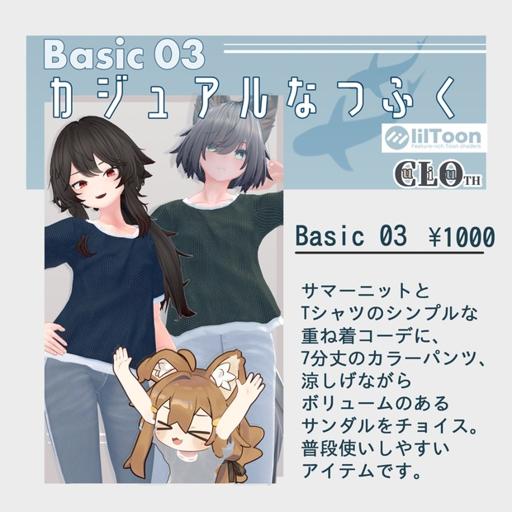 Basic 03
カジュアルなつふく
lilToon
Feature-rich Toon shaders
CLOTH
Basic 03 ¥1000
サマーニットと
Tシャツのシンプルな
重ね着コーデに、
7分丈のカラーパンツ、
涼しげながら
ボリュームのある
サンダルをチョイス。
普段使いしやすい
アイテムです。